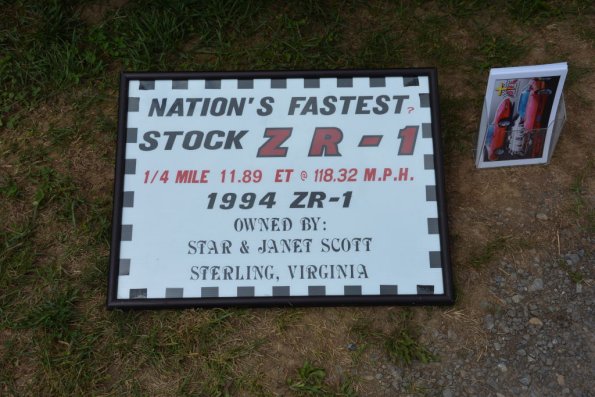 NATION'S FASTEST?
STOCK ZR-1
1/4 MILE 11.89 ET @ 118.32 M.P.H.
1994 ZR-1
OWNED BY:
STAR & JANET SCOTT
STERLING, VIRGINIA